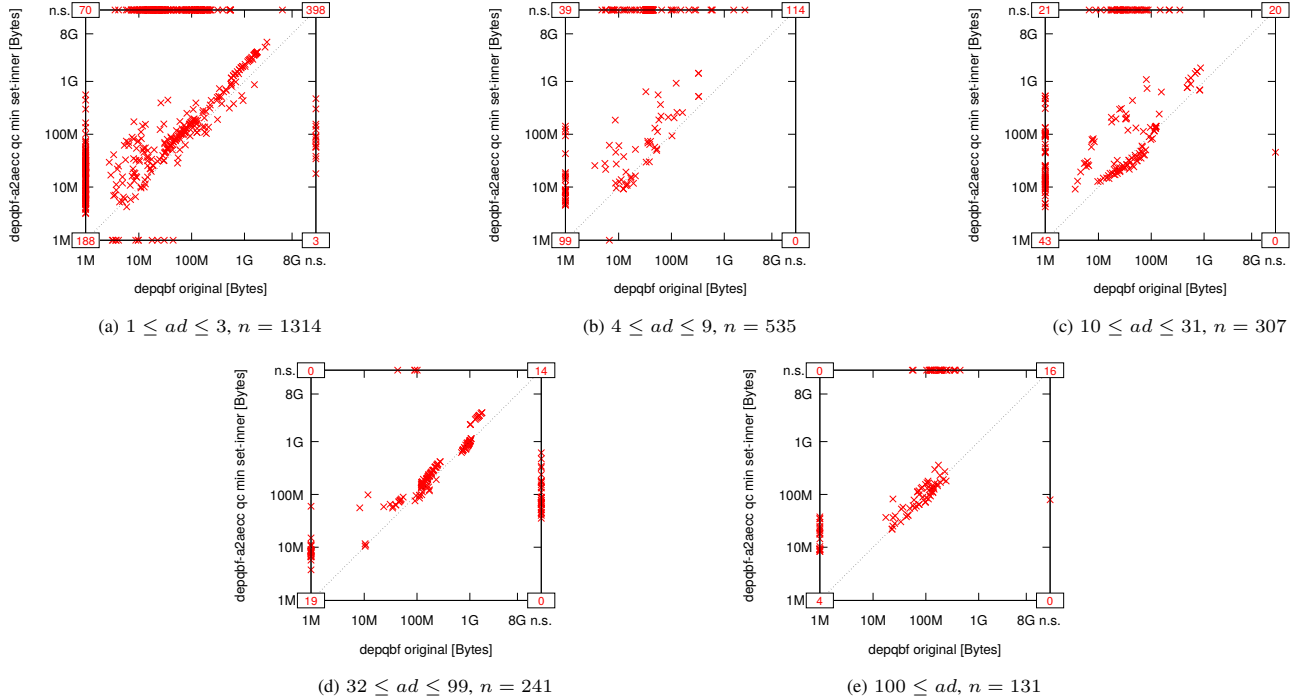 depqbf-a2aecc qc min set-inner [Bytes]
n.s.
8G
1G
100M
10M
1M
70
398
188
3
1M 10M 100M 1G 8G n.s.
depqbf original [Bytes]
(a) 1 ≤ ad ≤ 3, n = 1314
depqbf-a2aecc qc min set-inner [Bytes]
n.s.
8G
1G
100M
10M
1M
39
114
99
0
1M 10M 100M 1G 8G n.s.
depqbf original [Bytes]
(b) 4 ≤ ad ≤ 9, n = 535
depqbf-a2aecc qc min set-inner [Bytes]
n.s.
8G
1G
100M
10M
1M
21
20
43
0
1M 10M 100M 1G 8G n.s.
depqbf original [Bytes]
(c) 10 ≤ ad ≤ 31, n = 307
depqbf-a2aecc qc min set-inner [Bytes]
n.s.
8G
1G
100M
10M
1M
0
14
19
0
1M 10M 100M 1G 8G n.s.
depqbf original [Bytes]
(d) 32 ≤ ad ≤ 99, n = 241
depqbf-a2aecc qc min set-inner [Bytes]
n.s.
8G
1G
100M
10M
1M
0
16
4
0
1M 10M 100M 1G 8G n.s.
depqbf original [Bytes]
(e) 100 ≤ ad, n = 131